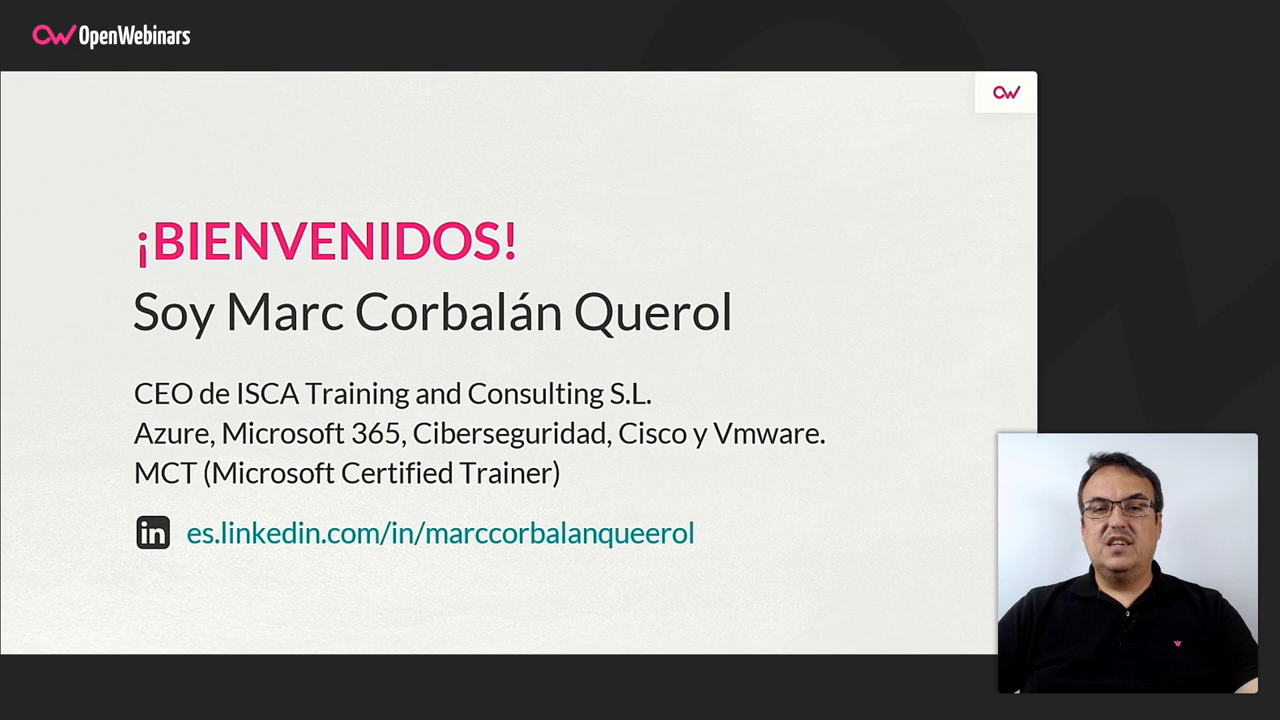 OpenWebinars
¡BIENVENIDOS!
Soy Marc Corbalán Querol
CEO de ISCA Training and Consulting S.L.
Azure, Microsoft 365, Ciberseguridad, Cisco y Vmware.
MCT (Microsoft Certified Trainer)
in es.linkedin.com/in/marccorbalanqueerol